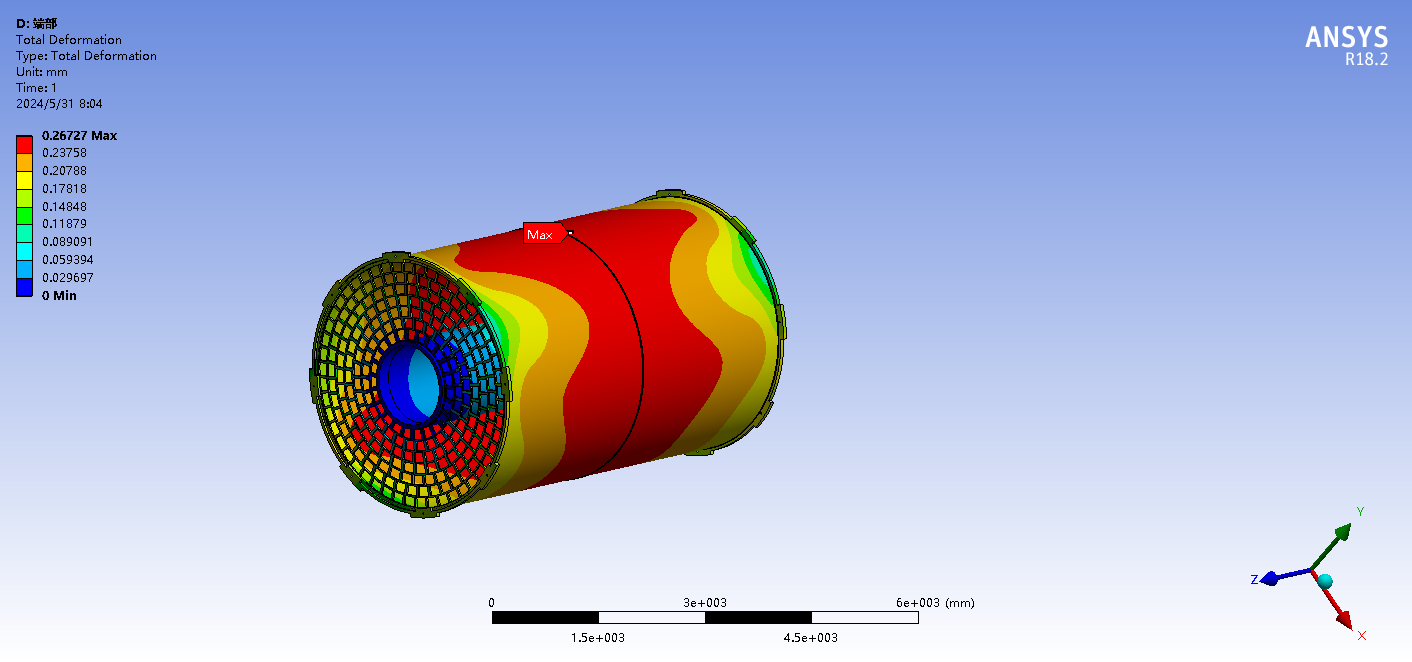 D: 端部
Total Deformation
Type: Total Deformation
Unit: mm
Time: 1
2024/5/31 8:04
ANSYS
R18.2
0.26727 Max
0.23758
0.20788
0.17818
0.14848
0.11879
0.089091
0.059394
0.029697
0 Min
Max
Y
Z
X
0 3e+003 6e+003 (mm)
1.5e+003 4.5e+003